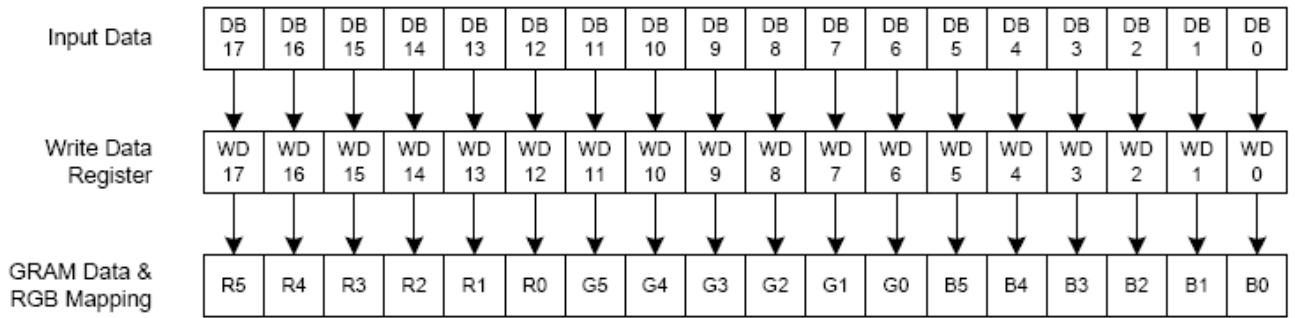 Input Data
DB DB DB DB DB DB DB DB DB DB DB DB DB DB DB DB DB DB
17 16 15 14 13 12 11 10 9 8 7 6 5 4 3 2 1 0
Write Data
Register
WD WD WD WD WD WD WD WD WD WD WD WD WD WD WD WD WD WD
17 16 15 14 13 12 11 10 9 8 7 6 5 4 3 2 1 0
GRAM Data &
RGB Mapping
R5 R4 R3 R2 R1 R0 G5 G4 G3 G2 G1 G0 B5 B4 B3 B2 B1 B0